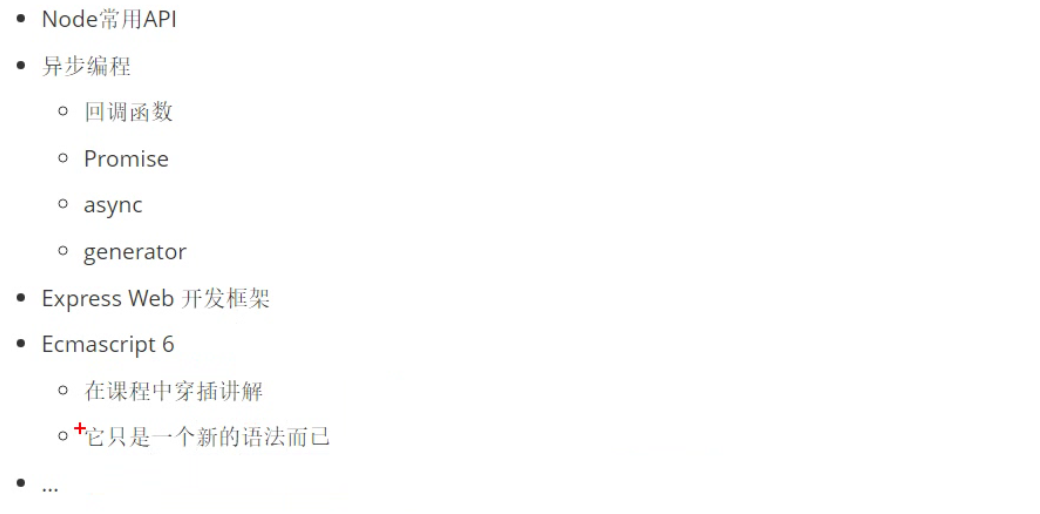 Node常用API
异步编程
回调函数
Promise
async
generator
Express Web 开发框架
Ecmascript 6
在课程中穿插讲解
它只是一个新的语法而已
...